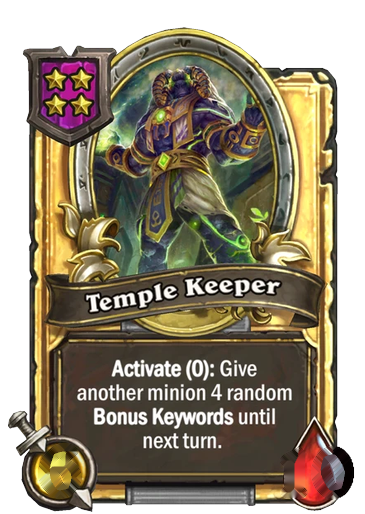 Temple Keeper
Activate (0): Give
another minion 4 random
Bonus Keywords until
next turn.